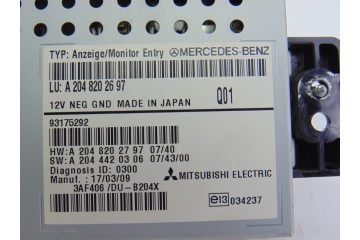 TYP: Anzeige/Monitor Entry MERCEDES-BENZ
LU: A 204 820 26 97
12V NEG GND MADE IN JAPAN Q01
93175292
HW: A 204 820 27 97 07/40
SW: A 204 442 03 06 07/43/00
Diagnosis ID: 0300
Manuf.: 17/03/09 MITSUBISHI ELECTRIC
3AF406 /DU-B204X
e13 034237